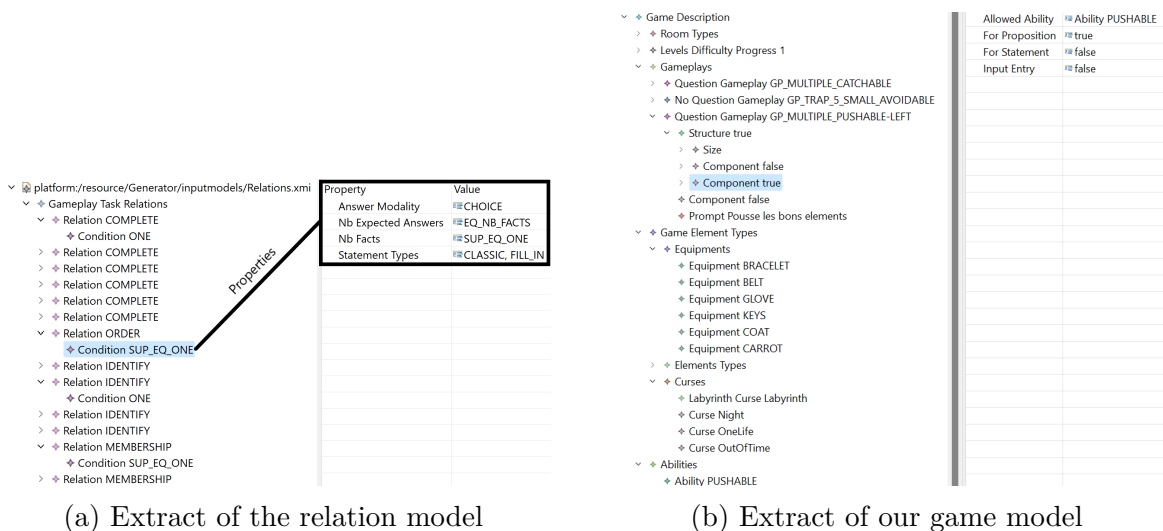 platform:/resource/Generator/inputmodels/Relations.xmi
Gameplay Task Relations
Relation COMPLETE
Condition ONE
Relation COMPLETE
Relation COMPLETE
Relation COMPLETE
Relation COMPLETE
Relation COMPLETE
Relation ORDER
Condition SUP_EQ_ONE
Relation IDENTIFY
Relation IDENTIFY
Condition ONE
Relation IDENTIFY
Relation IDENTIFY
Relation MEMBERSHIP
Condition SUP_EQ_ONE
Relation MEMBERSHIP
Properties
Property Value
Answer Modality CHOICE
Nb Expected Answers EQ_NB_FACTS
Nb Facts SUP_EQ_ONE
Statement Types CLASSIC, FILL_IN
(a) Extract of the relation model
Game Description
Room Types
Levels Difficulty Progress 1
Gameplays
Question Gameplay GP_MULTIPLE_CATCHABLE
No Question Gameplay GP_TRAP_5_SMALL_AVOIDABLE
Question Gameplay GP_MULTIPLE_PUSHABLE-LEFT
Structure true
Size
Component false
Component true
Component false
Prompt Pousse les bons elements
Game Element Types
Equipments
Equipment BRACELET
Equipment BELT
Equipment GLOVE
Equipment KEYS
Equipment COAT
Equipment CARROT
Elements Types
Curses
Labyrinth Curse Labyrinth
Curse Night
Curse OneLife
Curse OutOfTime
Abilities
Ability PUSHABLE
Allowed Ability Ability PUSHABLE
For Proposition true
For Statement false
Input Entry false
(b) Extract of our game model